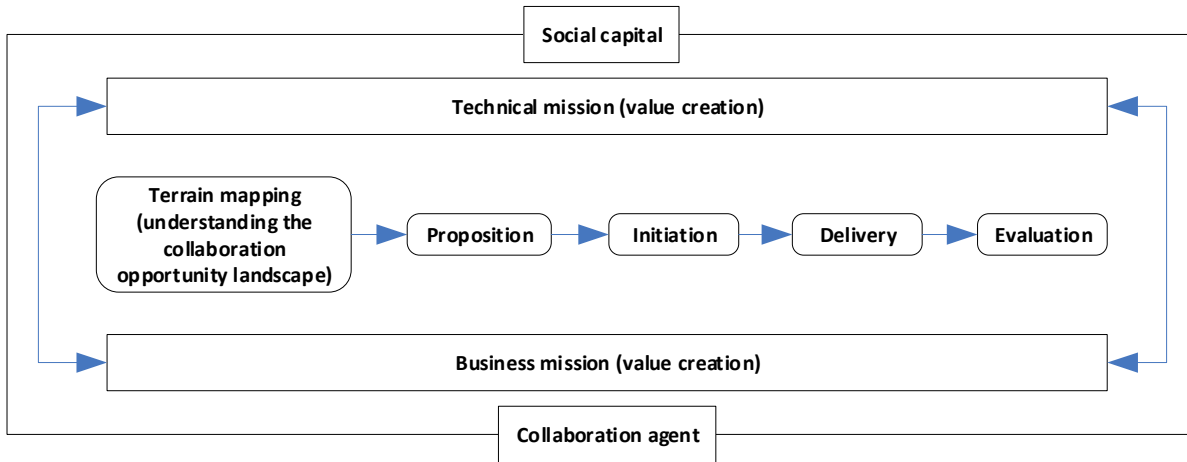 Social capital
Technical mission (value creation)
Terrain mapping
(understanding the
collaboration
opportunity landscape)
Proposition
Initiation
Delivery
Evaluation
Business mission (value creation)
Collaboration agent